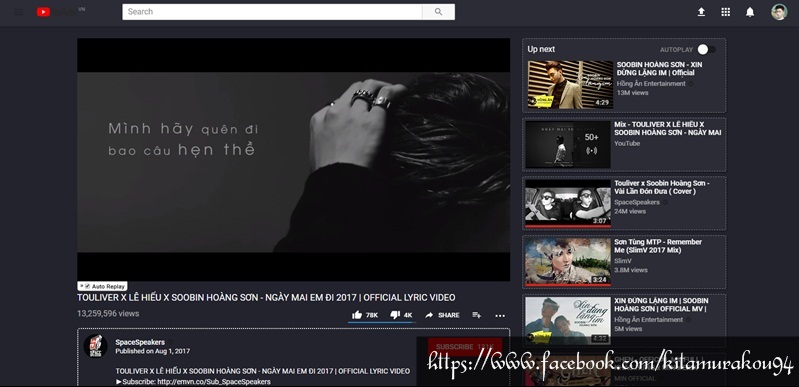 VN
Search
Mình hãy quên đi
bao câu hẹn thề
Auto Replay
TOULIVER X LÊ HIẾU X SOOBIN HOÀNG SƠN - NGÀY MAI EM ĐI 2017 | OFFICIAL LYRIC VIDEO
13,259,596 views
78K
4K
SHARE
SpaceSpeakers
Published on Aug 1, 2017
SUBSCRIBE
TOULIVER X LÊ HIẾU X SOOBIN HOÀNG SƠN - NGÀY MAI EM ĐI 2017 | OFFICIAL LYRIC VIDEO
►Subscribe: http://emvn.co/Sub_SpaceSpeakers
Up next
AUTOPLAY
4:29
SOOBIN HOÀNG SƠN - XIN
ĐỪNG LẶNG IM | Official
Hồng Ân Entertainment
13M views
50+
Mix - TOULIVER X LÊ HIẾU X
SOOBIN HOÀNG SƠN - NGÀY MAI
YouTube
3:07
Touliver x Soobin Hoàng Sơn -
Vài Lần Đón Đưa ( Cover )
SpaceSpeakers
24M views
3:24
Sơn Tùng MTP - Remember
Me (SlimV 2017 Mix)
SlimV
3.8M views
Xin đừng
lặng im
4:32
XIN ĐỪNG LẶNG IM | SOOBIN
HOÀNG SƠN | OFFICIAL MV |
Hồng Ân Entertainment
5M views
https://www.facebook.com/kitamurakou94